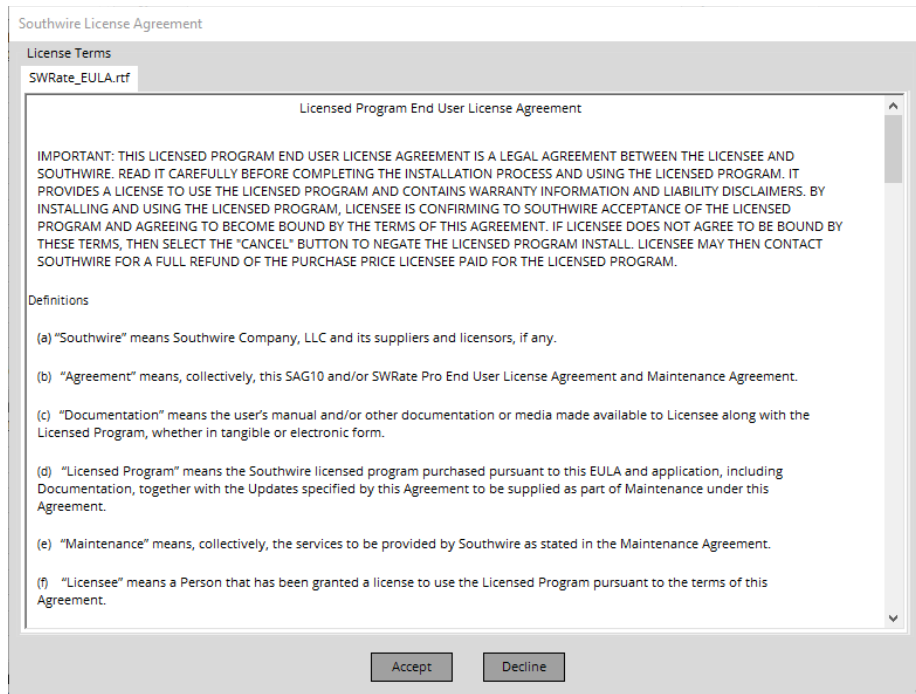 Southwire License Agreement
License Terms
SWRate_EULA.rtf
Licensed Program End User License Agreement
IMPORTANT: THIS LICENSED PROGRAM END USER LICENSE AGREEMENT IS A LEGAL AGREEMENT BETWEEN THE LICENSEE AND
SOUTHWIRE. READ IT CAREFULLY BEFORE COMPLETING THE INSTALLATION PROCESS AND USING THE LICENSED PROGRAM. IT
PROVIDES A LICENSE TO USE THE LICENSED PROGRAM AND CONTAINS WARRANTY INFORMATION AND LIABILITY DISCLAIMERS. BY
INSTALLING AND USING THE LICENSED PROGRAM, LICENSEE IS CONFIRMING TO SOUTHWIRE ACCEPTANCE OF THE LICENSED
PROGRAM AND AGREEING TO BECOME BOUND BY THE TERMS OF THIS AGREEMENT. IF LICENSEE DOES NOT AGREE TO BE BOUND BY
THESE TERMS, THEN SELECT THE "CANCEL" BUTTON TO NEGATE THE LICENSED PROGRAM INSTALL. LICENSEE MAY THEN CONTACT
SOUTHWIRE FOR A FULL REFUND OF THE PURCHASE PRICE LICENSEE PAID FOR THE LICENSED PROGRAM.
Definitions
(a) “Southwire” means Southwire Company, LLC and its suppliers and licensors, if any.
(b) “Agreement” means, collectively, this SAG10 and/or SWRate Pro End User License Agreement and Maintenance Agreement.
(c) “Documentation” means the user’s manual and/or other documentation or media made available to Licensee along with the
Licensed Program, whether in tangible or electronic form.
(d) “Licensed Program” means the Southwire licensed program purchased pursuant to this EULA and application, including
Documentation, together with the Updates specified by this Agreement to be supplied as part of Maintenance under this
Agreement.
(e) “Maintenance” means, collectively, the services to be provided by Southwire as stated in the Maintenance Agreement.
(f) “Licensee” means a Person that has been granted a license to use the Licensed Program pursuant to the terms of this
Agreement.
Accept
Decline